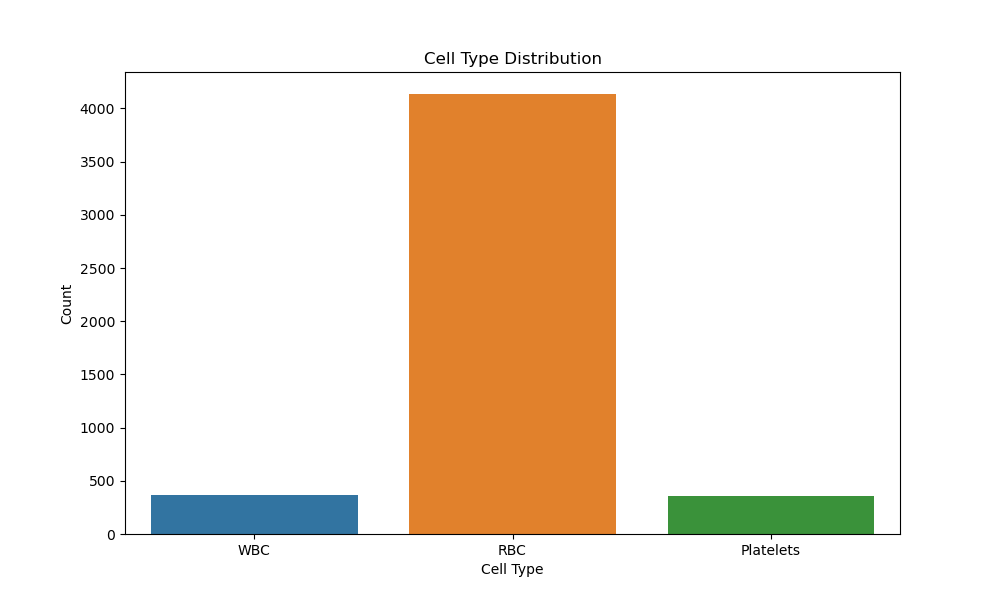 Cell Type Distribution
4000
3500
3000
2500
2000
1500
1000
500
0
Count
WBC
RBC
Platelets
Cell Type